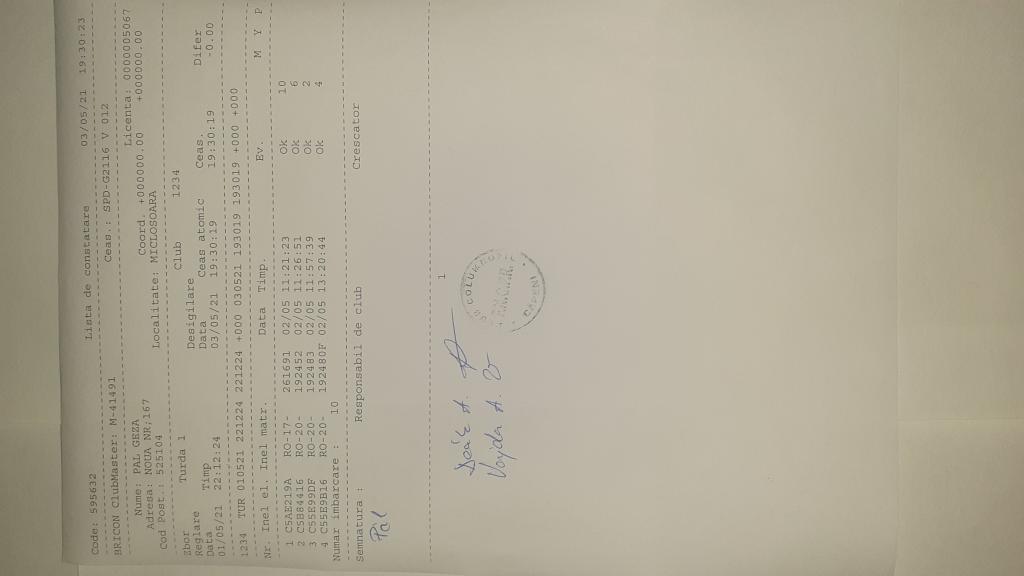 Code: 595632 Lista de constatare 03/05/21 19:30:23
BRICON ClubMaster: M-41491 Ceas.: SPD-G2116 V 012
Nume: PAL GEZA Licenta: 0000005067
Adresa: NOUA NR;167 Coord. +000000.00 +000000.00
Cod Post.: 525104 Localitate: MICLOSOARA
Zbor Turda 1 Club 1234
Reglare Desigilare
Data Timp Data Ceas atomic Ceas. Difer
01/05/21 22:12:24 03/05/21 19:30:19 19:30:19 -0.00
1234 TUR 010521 221224 221224 +000 030521 193019 193019 +000 +000
Nr. Inel el. Inel matr. Data Timp. Ev. M Y P
1 C5AE219A RO-17- 261691 02/05 11:21:23 Ok 10
2 C5B84416 RO-20- 192452 02/05 11:26:51 Ok 6
3 C55E99DF RO-20- 192483 02/05 11:57:39 Ok 2
4 C55E9B16 RO-20- 192480F 02/05 13:20:44 Ok 4
Numar imbarcare : 10
Semnatura : Responsabil de club Crescator
Pál
1
Deák A.
Vajda A.
CAPENI